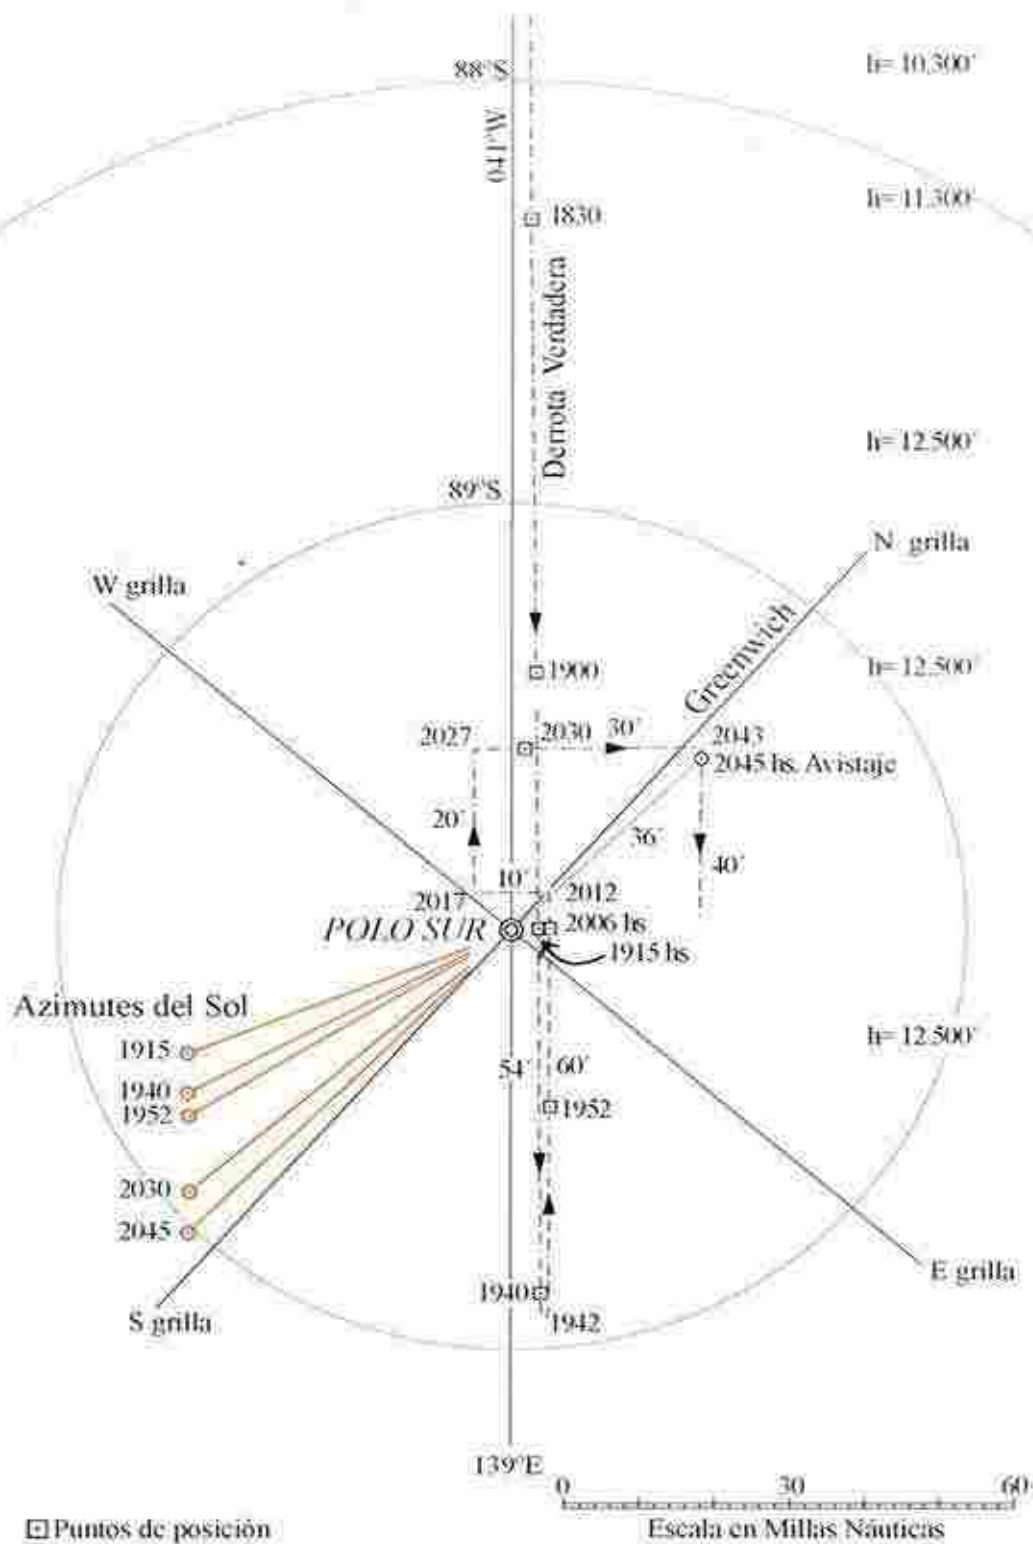 88°S
h= 10.300'
041°W
h= 11.300'
1830
Derrota Verdadera
h= 12.500'
89°S
N grilla
W grilla
Greenwich
h= 12.500'
1900
2027
2030
30'
2043
2045 hs. Avistaje
20'
36'
40'
10'
2017
2012
POLO SUR
2006 hs
1915 hs
Azimutes del Sol
h= 12.500'
1915
54'
60'
1940
1952
1952
2030
2045
E grilla
1940
S grilla
1942
139°E
0 30 60
Puntos de posición
Escala en Millas Náuticas